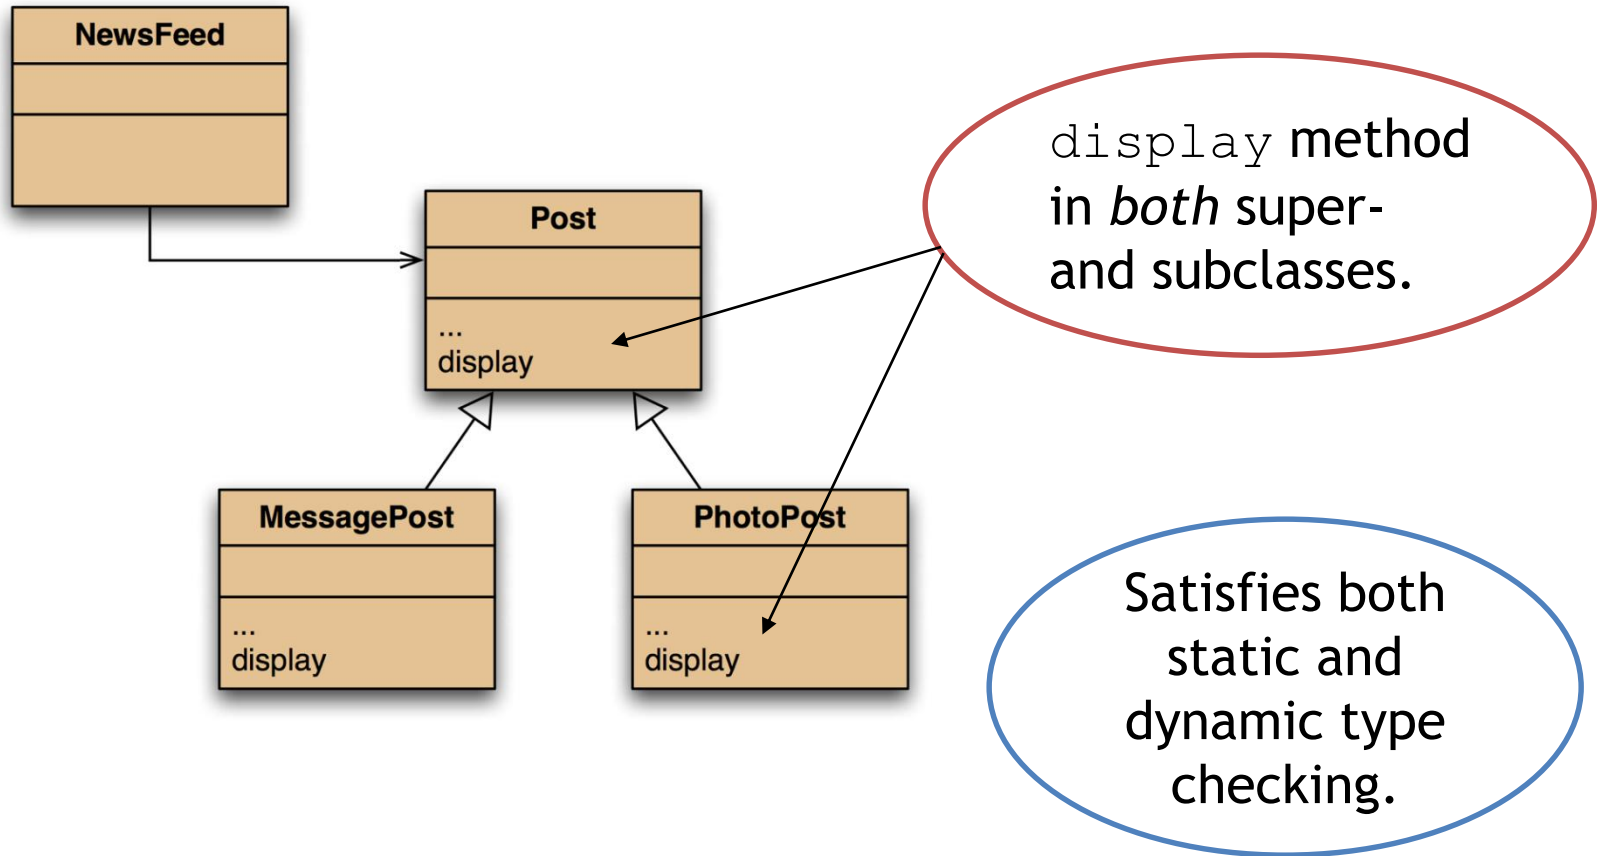 NewsFeed
Post
...
display
MessagePost
...
display
PhotoPost
...
display
display method
in both super-
and subclasses.
Satisfies both
static and
dynamic type
checking.